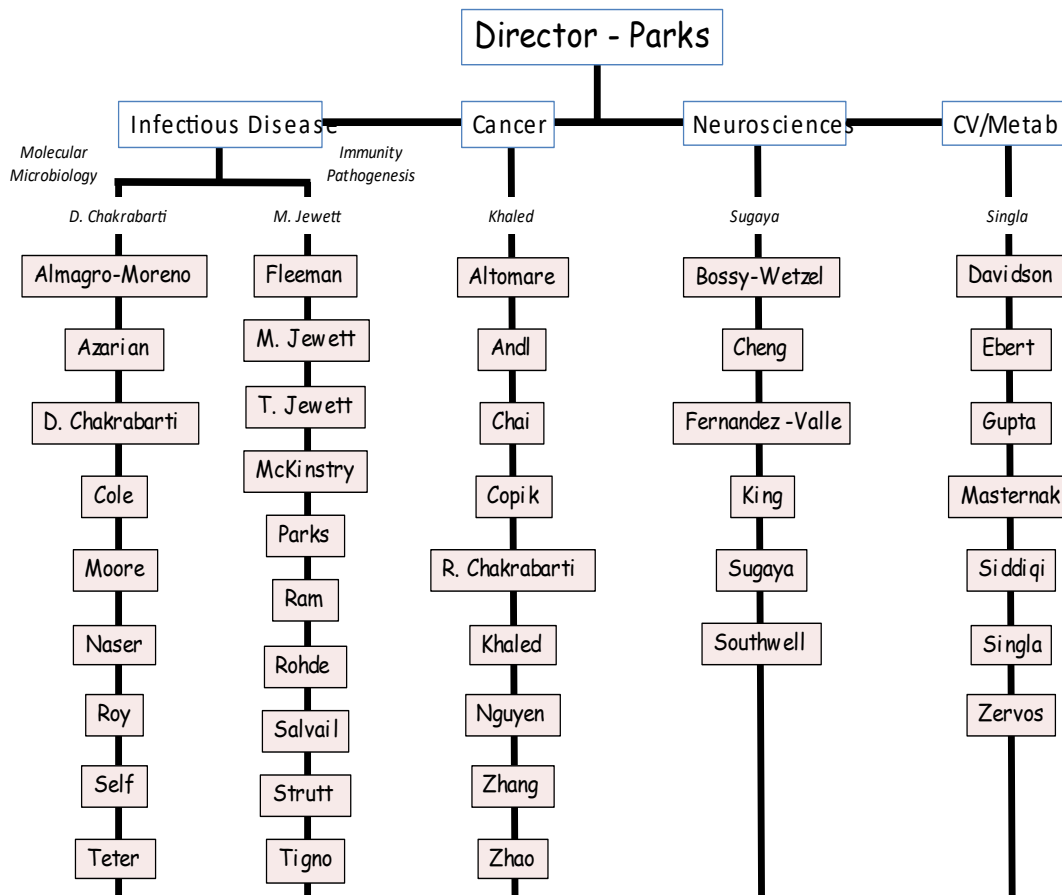 Director - Parks
Infectious Disease
Cancer
Neurosciences
CV/Metab
Molecular
Microbiology
Immunity
Pathogenesis
D. Chakrabarti
M. Jewett
Khaled
Sugaya
Singla
Almagro-Moreno
Azarian
D. Chakrabarti
Cole
Moore
Naser
Roy
Self
Teter
Fleeman
M. Jewett
T. Jewett
McKinstry
Parks
Ram
Rohde
Salvail
Strutt
Tigno
Altomare
Andl
Chai
Copik
R. Chakrabarti
Khaled
Nguyen
Zhang
Zhao
Bossy-Wetzel
Cheng
Fernandez-Valle
King
Sugaya
Southwell
Davidson
Ebert
Gupta
Masternak
Siddiqi
Singla
Zervos